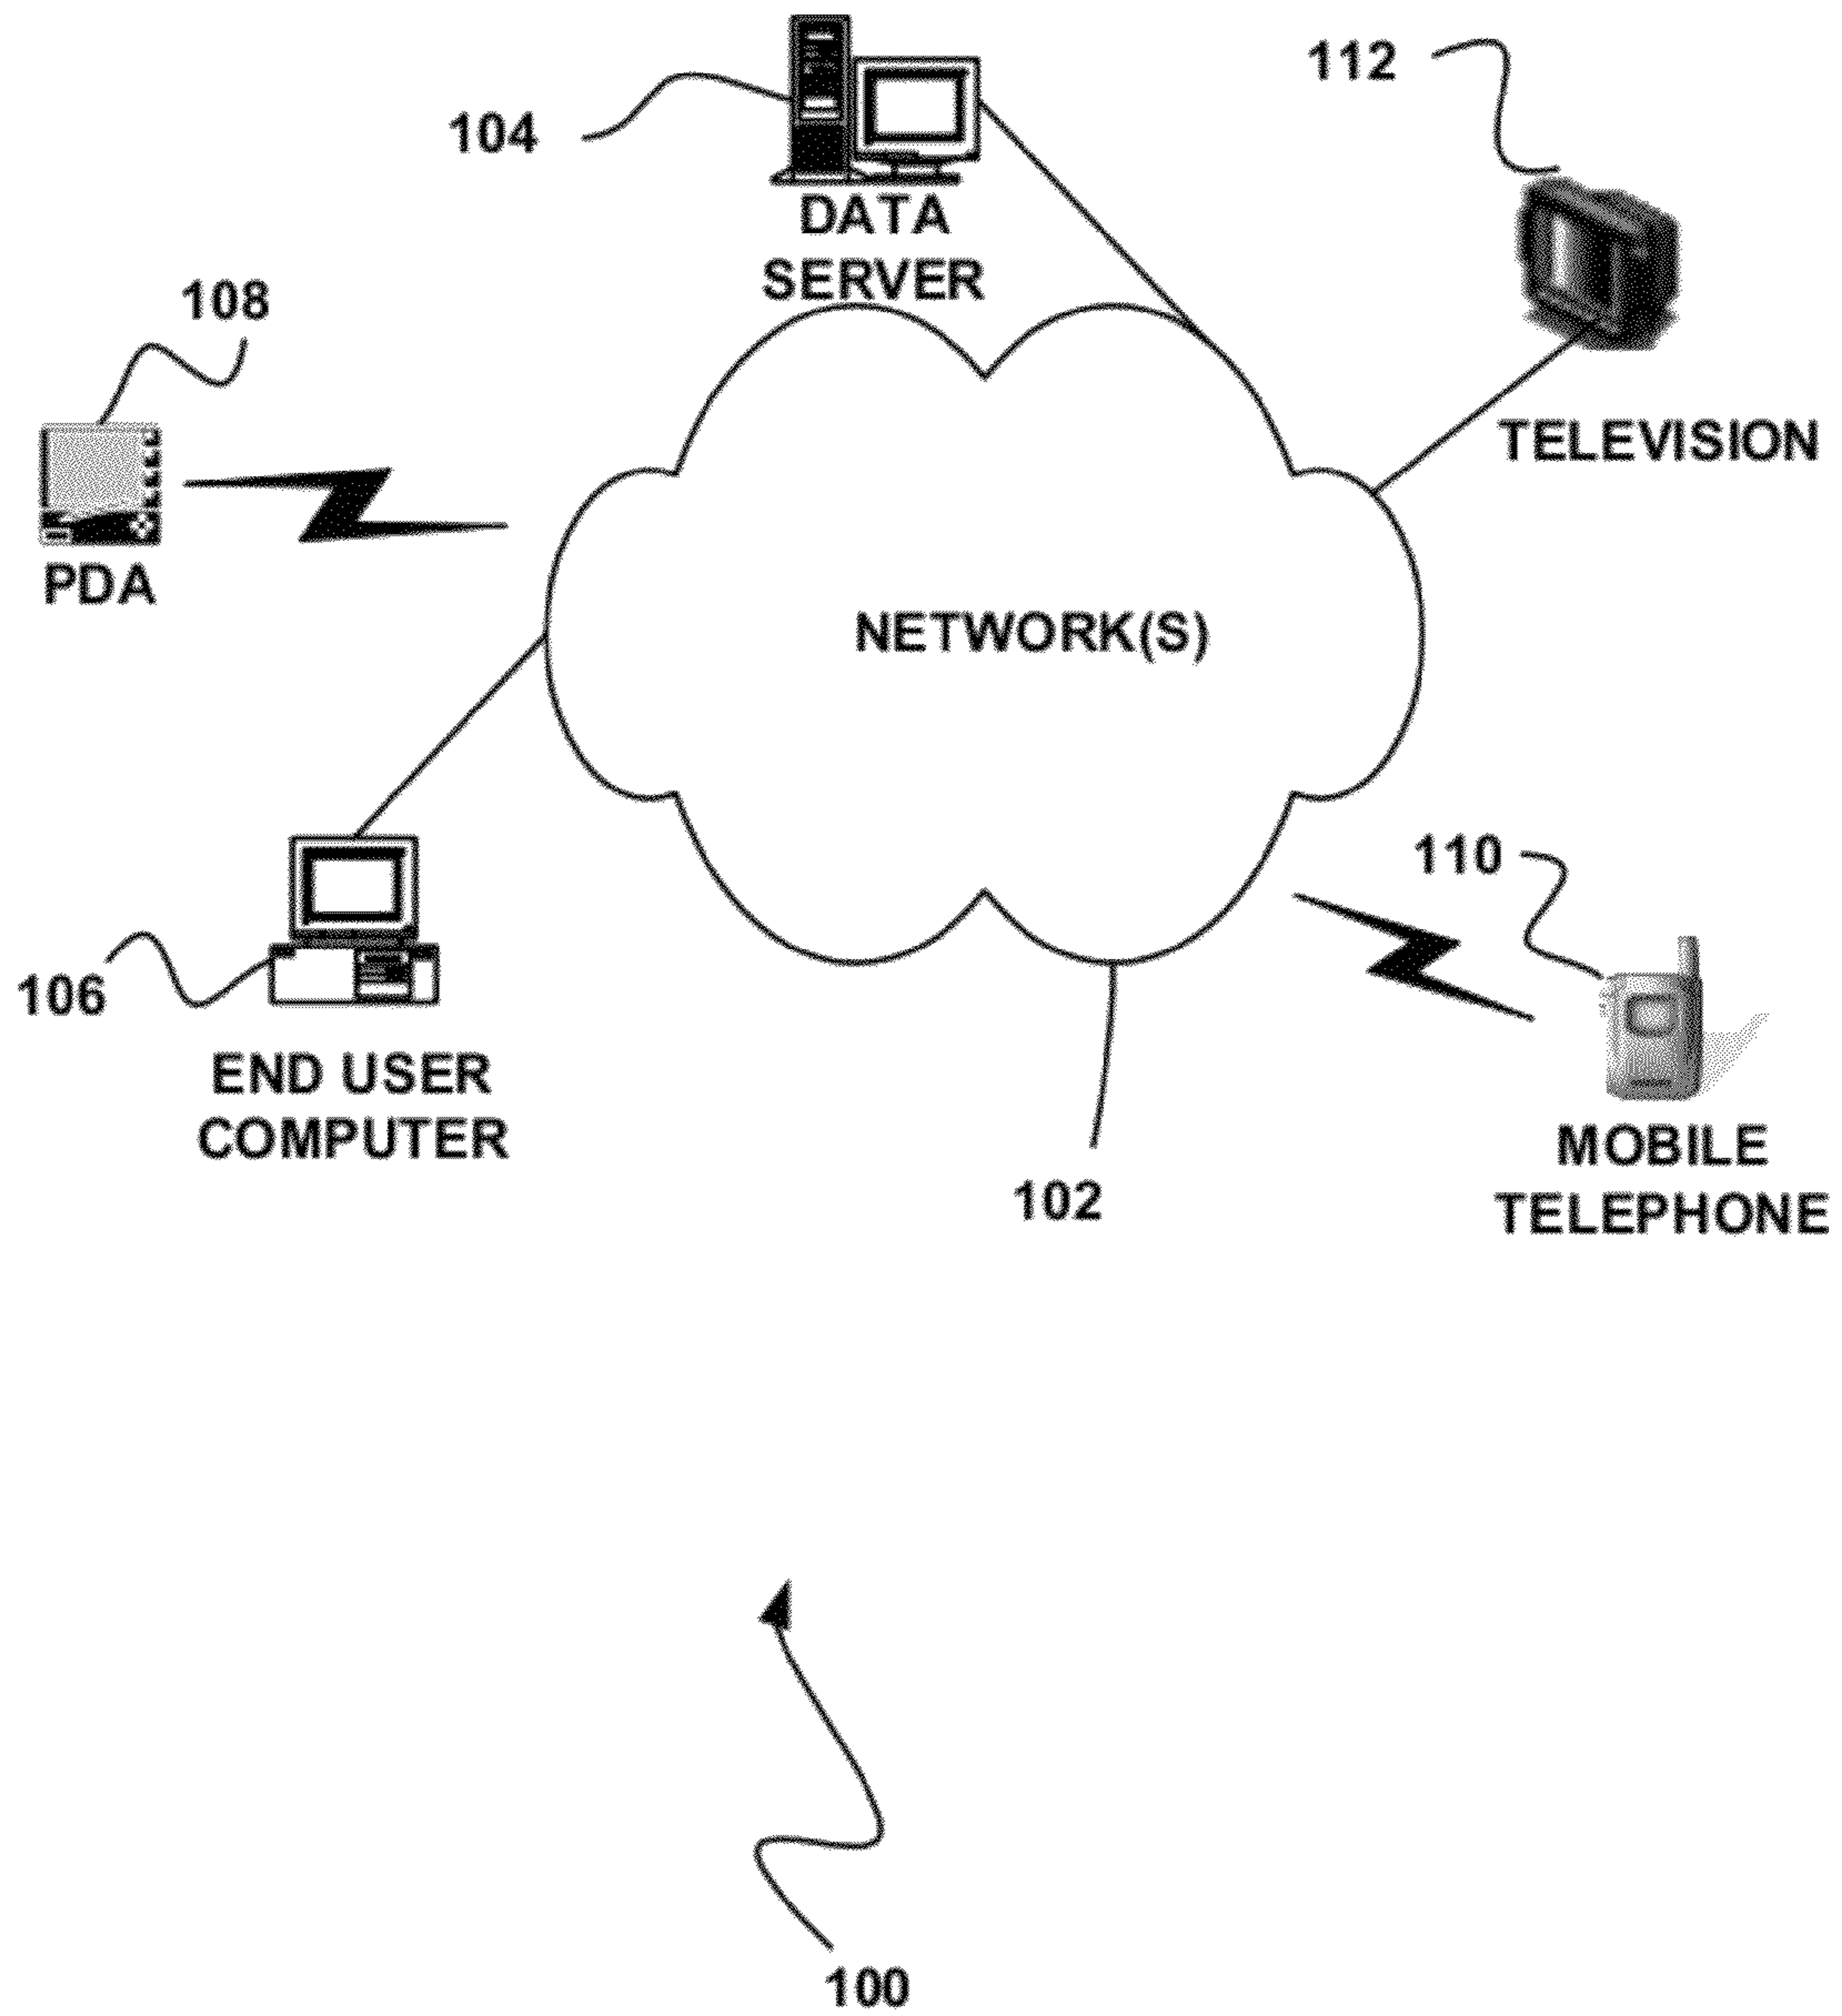 104
DATA
SERVER
112
TELEVISION
108
PDA
NETWORK(S)
106
END USER
COMPUTER
102
110
MOBILE
TELEPHONE
100